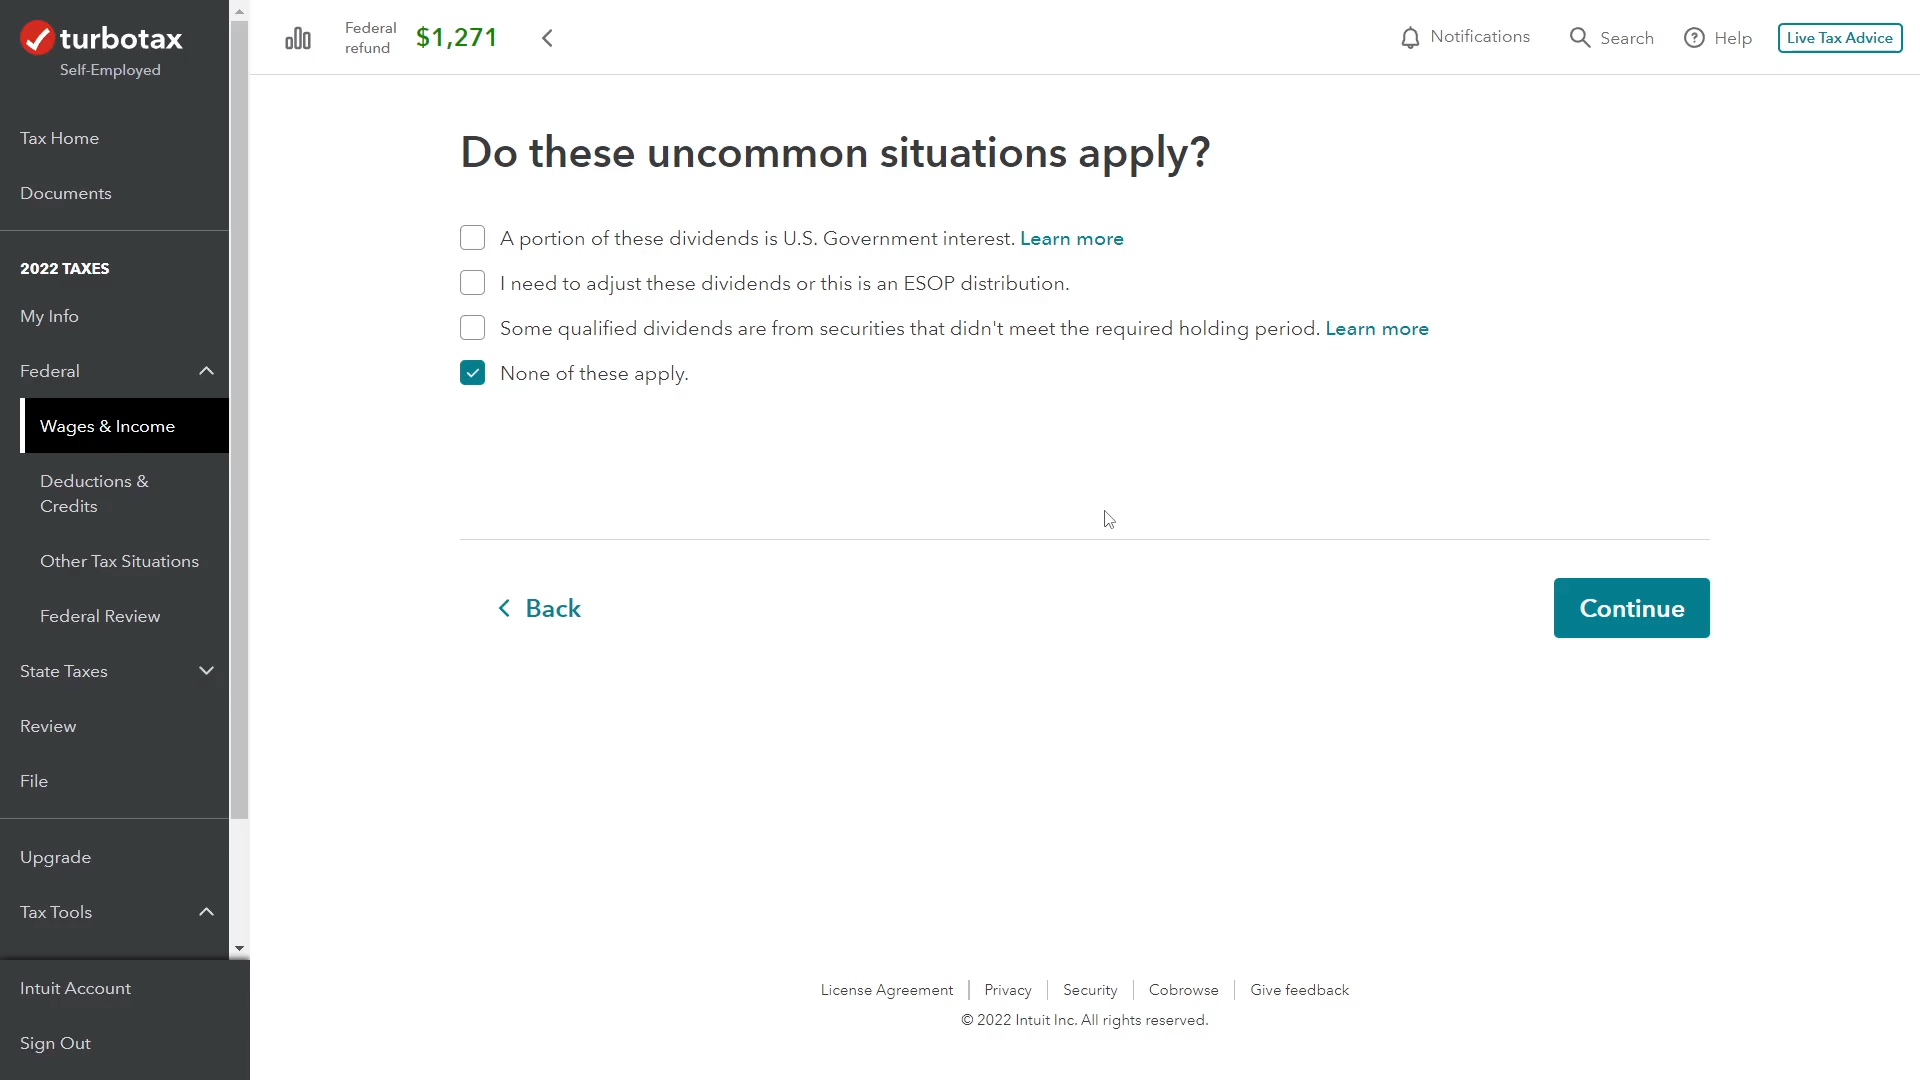 turbotax
Self-Employed
Tax Home
Documents
2022 TAXES
My Info
Federal
Wages & Income
Deductions &
Credits
Other Tax Situations
Federal Review
State Taxes
Review
File
Upgrade
Tax Tools
Intuit Account
Sign Out
Federal
refund
$1,271
Notifications
Search
Help
Live Tax Advice
Do these uncommon situations apply?
A portion of these dividends is U.S. Government interest. Learn more
I need to adjust these dividends or this is an ESOP distribution.
Some qualified dividends are from securities that didn't meet the required holding period. Learn more
None of these apply.
Back
Continue
License Agreement | Privacy | Security | Cobrowse | Give feedback
© 2022 Intuit Inc. All rights reserved.